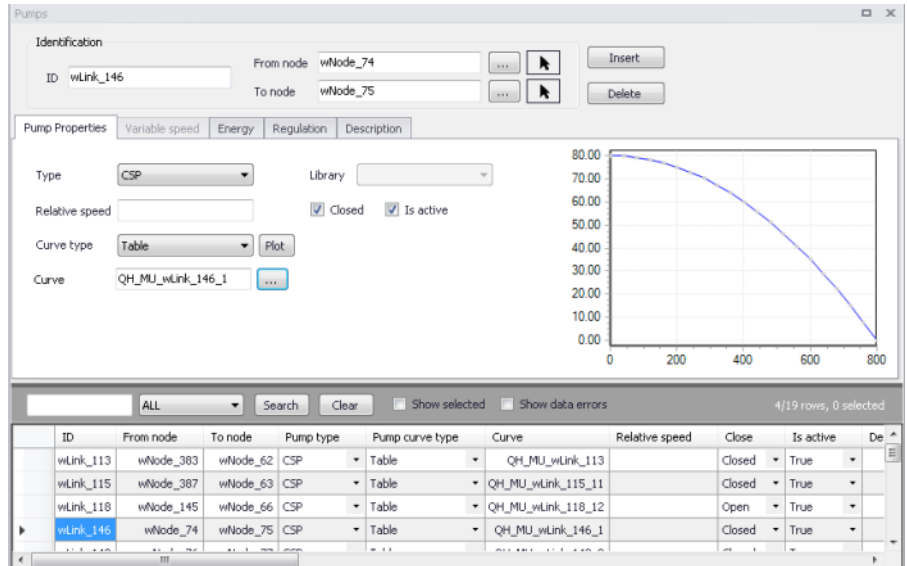 Pumps
Identification
ID wLink_146
From node wNode_74 ...
To node wNode_75 ...
Insert
Delete
Pump Properties Variable speed Energy Regulation Description
Type CSP
Library
Relative speed
Closed Is active
Curve type Table Plot
Curve QH_MU_wLink_146_1 ...
80.00
70.00
60.00
50.00
40.00
30.00
20.00
10.00
0.00
0 200 400 600 800
ALL Search Clear Show selected Show data errors 4/19 rows, 0 selected
ID From node To node Pump type Pump curve type Curve Relative speed Close Is active De
wLink_113 wNode_383 wNode_62 CSP Table QH_MU_wLink_113 Closed True
wLink_115 wNode_387 wNode_63 CSP Table QH_MU_wLink_115_11 Closed True
wLink_118 wNode_145 wNode_66 CSP Table QH_MU_wLink_118_12 Open True
wLink_146 wNode_74 wNode_75 CSP Table QH_MU_wLink_146_1 Closed True